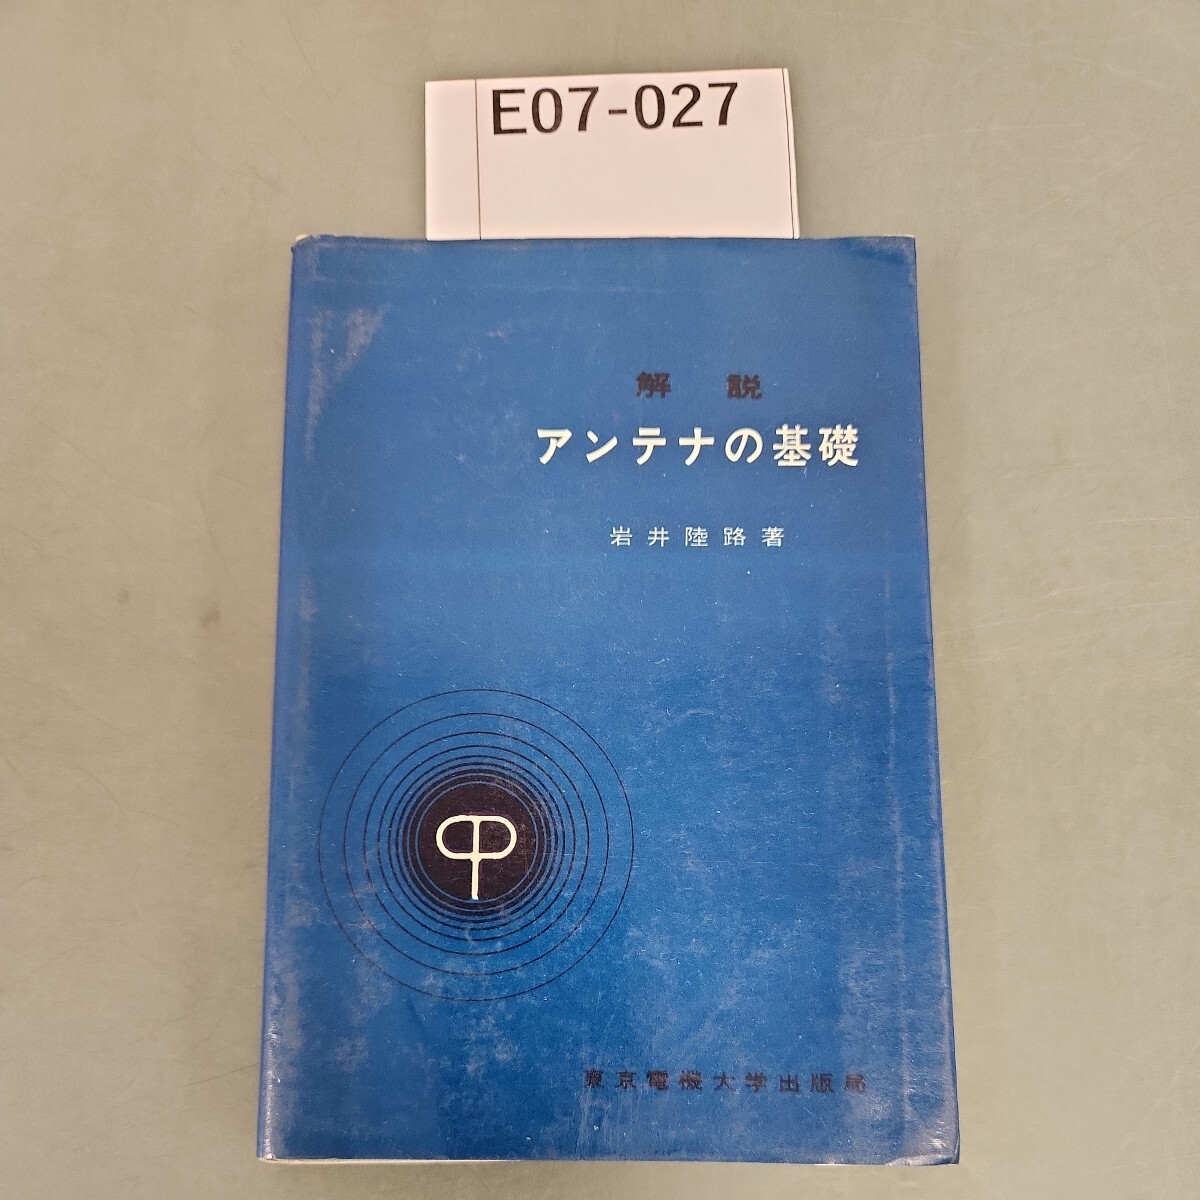 E07-027
解説
アンテナの基礎
岩井陸路著
東京電機大学出版局